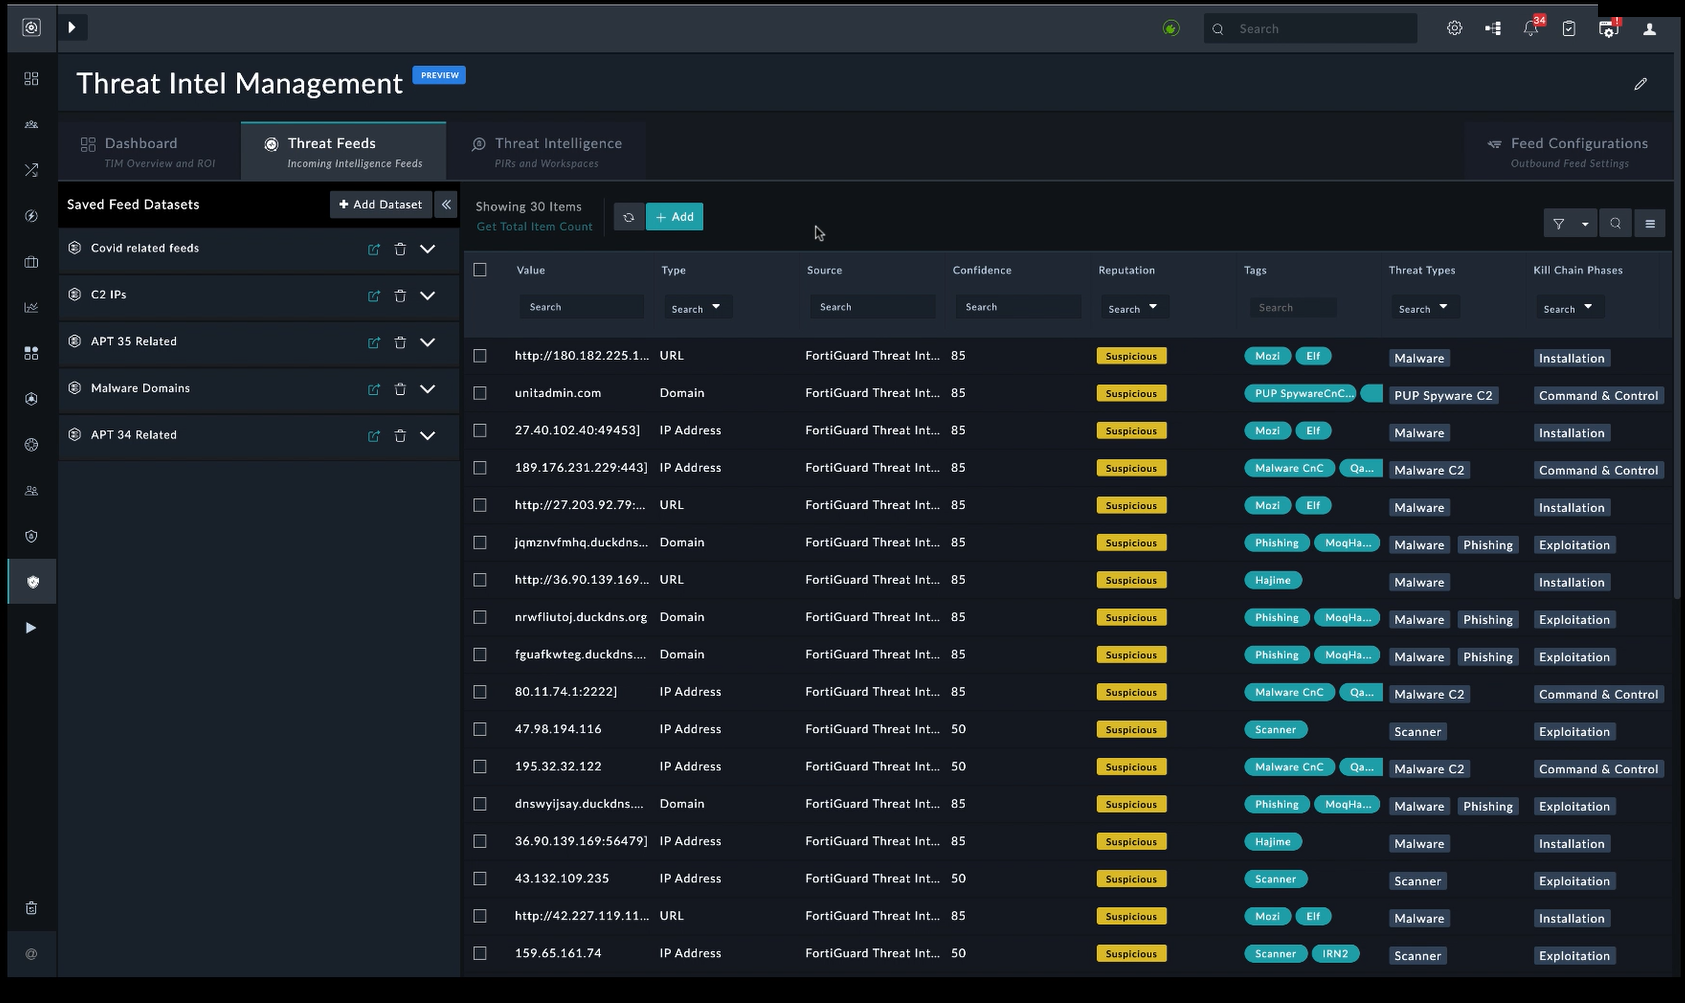 34
!
Search
Threat Intel Management PREVIEW
Dashboard
TIM Overview and ROI
Threat Feeds
Incoming Intelligence Feeds
Threat Intelligence
PIRs and Workspaces
Feed Configurations
Outbound Feed Settings
Saved Feed Datasets
+ Add Dataset
Covid related feeds
C2 IPs
APT 35 Related
Malware Domains
APT 34 Related
Showing 30 Items
Get Total Item Count
+ Add
Value Type Source Confidence Reputation Tags Threat Types Kill Chain Phases
Search Search Search Search Search Search Search Search
http://180.182.225.1... URL FortiGuard Threat Int... 85 Suspicious Mozi Elf Malware Installation
unitadmin.com Domain FortiGuard Threat Int... 85 Suspicious PUP SpywareCnC... PUP Spyware C2 Command & Control
27.40.102.40:49453] IP Address FortiGuard Threat Int... 85 Suspicious Mozi Elf Malware Installation
189.176.231.229:443] IP Address FortiGuard Threat Int... 85 Suspicious Malware CnC Qa... Malware C2 Command & Control
http://27.203.92.79:... URL FortiGuard Threat Int... 85 Suspicious Mozi Elf Malware Installation
jqmznvfmhq.duckdns... Domain FortiGuard Threat Int... 85 Suspicious Phishing MoqHa... Malware Phishing Exploitation
http://36.90.139.169... URL FortiGuard Threat Int... 85 Suspicious Hajime Malware Installation
nrwfliutoj.duckdns.org Domain FortiGuard Threat Int... 85 Suspicious Phishing MoqHa... Malware Phishing Exploitation
fguafkwteg.duckdns.... Domain FortiGuard Threat Int... 85 Suspicious Phishing MoqHa... Malware Phishing Exploitation
80.11.74.1:2222] IP Address FortiGuard Threat Int... 85 Suspicious Malware CnC Qa... Malware C2 Command & Control
47.98.194.116 IP Address FortiGuard Threat Int... 50 Suspicious Scanner Scanner Exploitation
195.32.32.122 IP Address FortiGuard Threat Int... 50 Suspicious Malware CnC Qa... Malware C2 Command & Control
dnswyijsay.duckdns.... Domain FortiGuard Threat Int... 85 Suspicious Phishing MoqHa... Malware Phishing Exploitation
36.90.139.169:56479] IP Address FortiGuard Threat Int... 85 Suspicious Hajime Malware Installation
43.132.109.235 IP Address FortiGuard Threat Int... 50 Suspicious Scanner Scanner Exploitation
http://42.227.119.11... URL FortiGuard Threat Int... 85 Suspicious Mozi Elf Malware Installation
159.65.161.74 IP Address FortiGuard Threat Int... 50 Suspicious Scanner IRN2 Scanner Exploitation
@